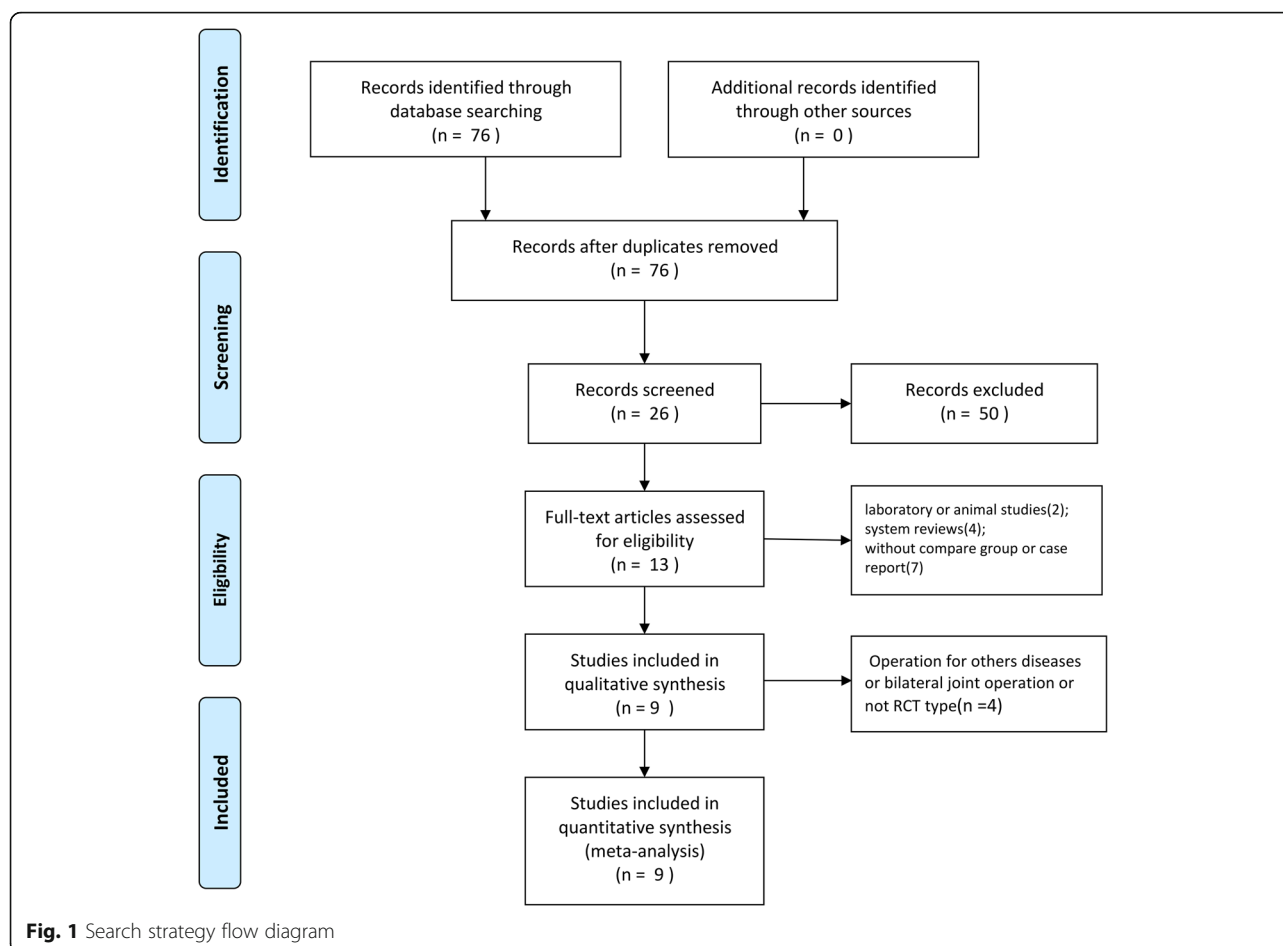 Identification
Records identified through
database searching
(n = 76 )
Additional records identified
through other sources
(n = 0 )
Records after duplicates removed
(n = 76 )
Screening
Records screened
(n = 26 )
Records excluded
(n = 50 )
Eligibility
Full-text articles assessed
for eligibility
(n = 13 )
laboratory or animal studies(2);
system reviews(4);
without compare group or case
report(7)
Studies included in
qualitative synthesis
(n = 9 )
Operation for others diseases
or bilateral joint operation or
not RCT type(n =4)
Included
Studies included in
quantitative synthesis
(meta-analysis)
(n = 9 )
Fig. 1 Search strategy flow diagram